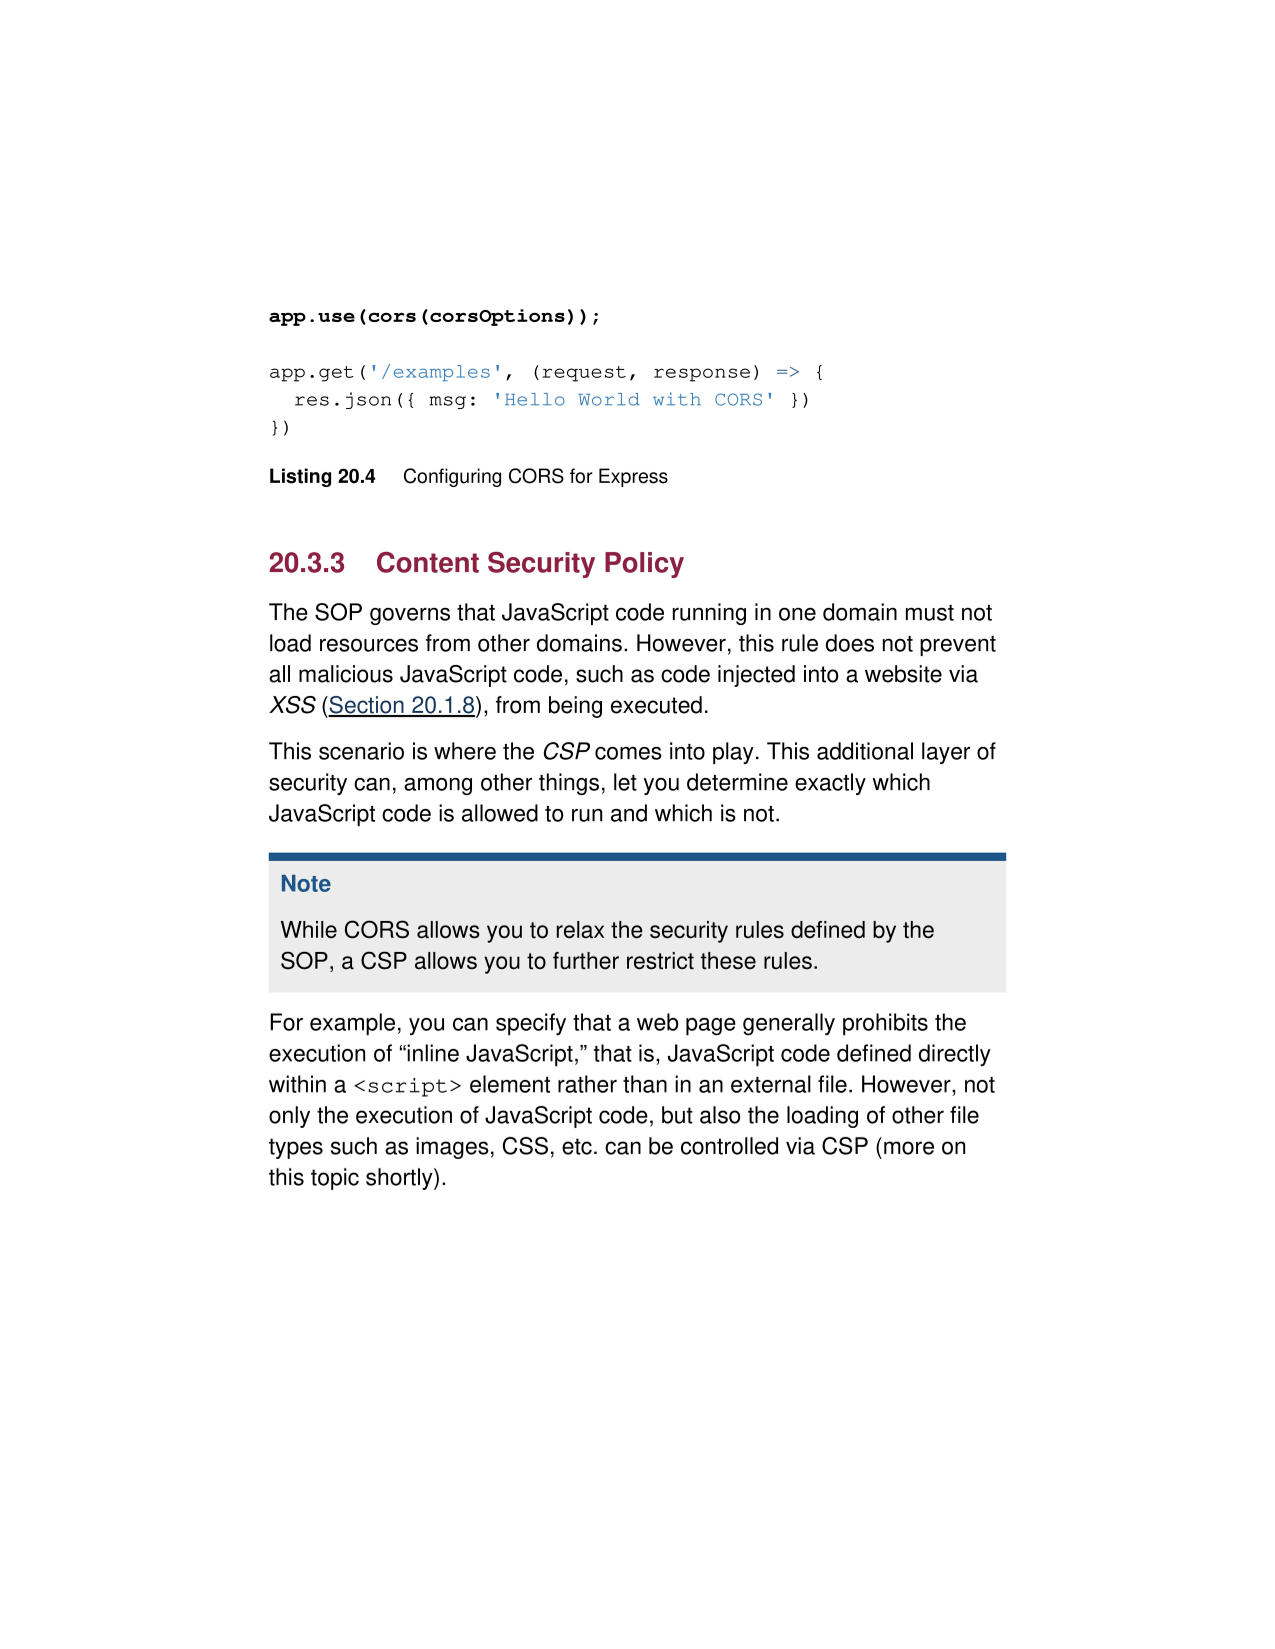 app.use(cors(corsOptions));
app.get('/examples', (request, response) => {
  res.json({ msg: 'Hello World with CORS' })
})
Listing 20.4 Configuring CORS for Express
20.3.3 Content Security Policy
The SOP governs that JavaScript code running in one domain must not
load resources from other domains. However, this rule does not prevent
all malicious JavaScript code, such as code injected into a website via
XSS (Section 20.1.8), from being executed.
This scenario is where the CSP comes into play. This additional layer of
security can, among other things, let you determine exactly which
JavaScript code is allowed to run and which is not.
Note
While CORS allows you to relax the security rules defined by the
SOP, a CSP allows you to further restrict these rules.
For example, you can specify that a web page generally prohibits the
execution of “inline JavaScript,” that is, JavaScript code defined directly
within a <script> element rather than in an external file. However, not
only the execution of JavaScript code, but also the loading of other file
types such as images, CSS, etc. can be controlled via CSP (more on
this topic shortly).